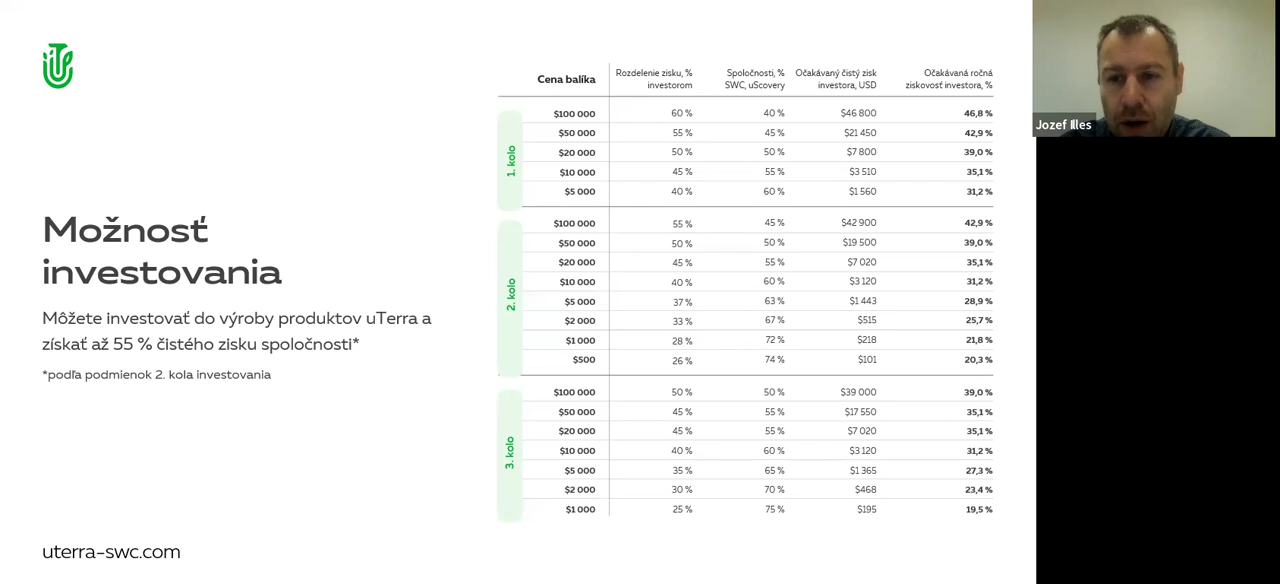 Možnosť
investovania
Môžete investovať do výroby produktov uTerra a
získať až 55 % čistého zisku spoločnosti*
*podľa podmienok 2. kola investovania
uterra-swc.com
Cena balíka Rozdelenie zisku, % investorom Spoločnosti, % SWC, uScovery Očakávaný čistý zisk investora, USD Očakávaná ročná ziskovosť investora, %
1. kolo
$100 000 60 % 40 % $46 800 46,8 %
$50 000 55 % 45 % $21 450 42,9 %
$20 000 50 % 50 % $7 800 39,0 %
$10 000 45 % 55 % $3 510 35,1 %
$5 000 40 % 60 % $1 560 31,2 %
2. kolo
$100 000 55 % 45 % $42 900 42,9 %
$50 000 50 % 50 % $19 500 39,0 %
$20 000 45 % 55 % $7 020 35,1 %
$10 000 40 % 60 % $3 120 31,2 %
$5 000 37 % 63 % $1 443 28,9 %
$2 000 33 % 67 % $515 25,7 %
$1 000 28 % 72 % $218 21,8 %
$500 26 % 74 % $101 20,3 %
3. kolo
$100 000 50 % 50 % $39 000 39,0 %
$50 000 45 % 55 % $17 550 35,1 %
$20 000 45 % 55 % $7 020 35,1 %
$10 000 40 % 60 % $3 120 31,2 %
$5 000 35 % 65 % $1 365 27,3 %
$2 000 30 % 70 % $468 23,4 %
$1 000 25 % 75 % $195 19,5 %
Jozef Illes